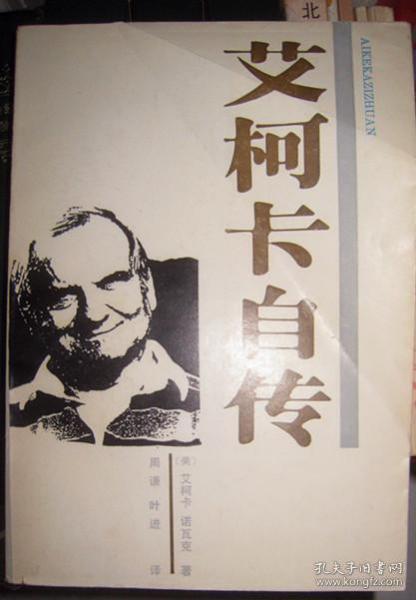 艾柯卡自传
AIKEKAZIZHUAN
(美) 艾柯卡 诺瓦克 著
周谦 叶进 译
北
孔夫子旧书网
www.kongfz.com